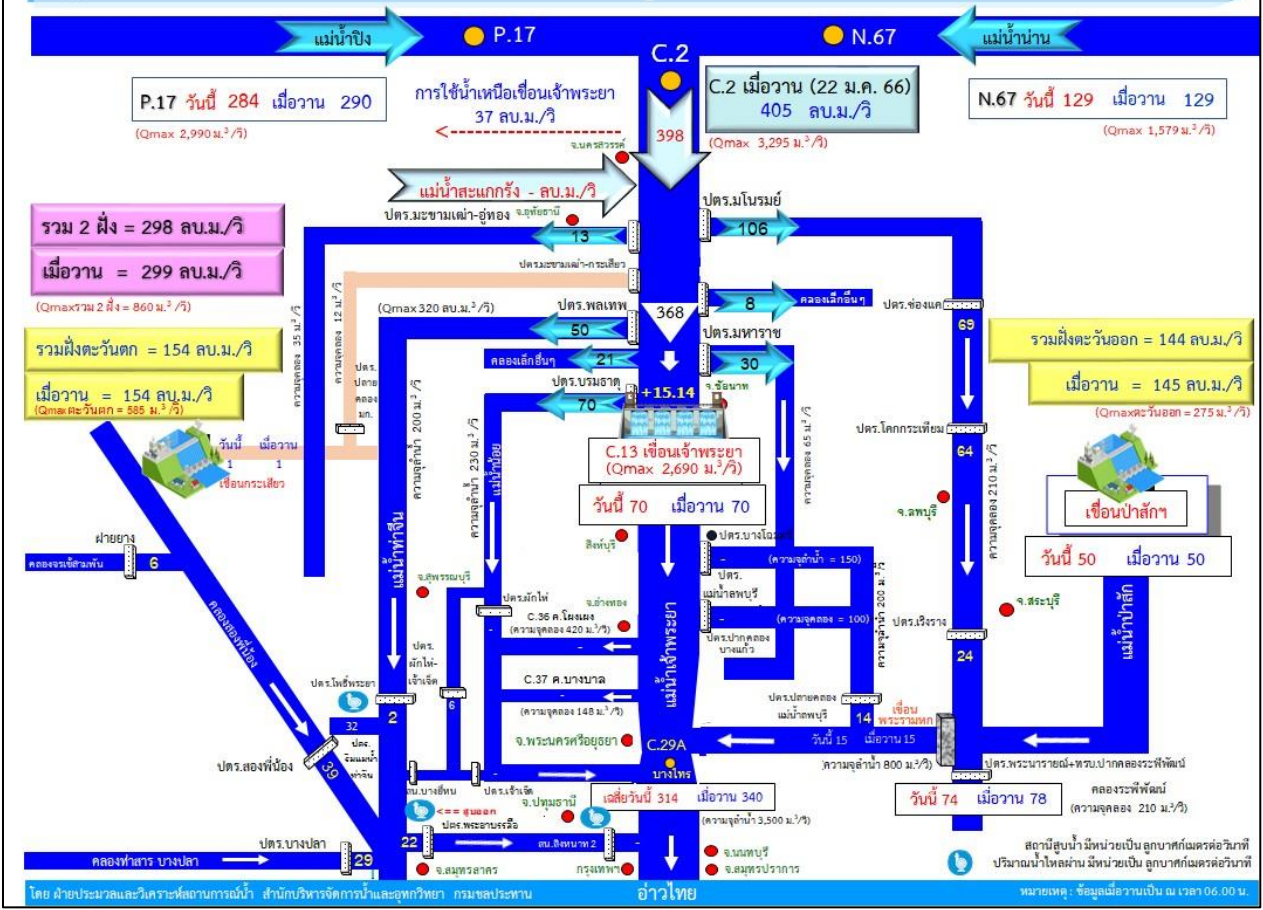 แม่น้ำปิง
P.17
C.2
N.67
แม่น้ำน่าน
P.17 วันนี้ 284 เมื่อวาน 290
(Qmax 2,990 ม.³/วิ)
การใช้น้ำเหนือเขื่อนเจ้าพระยา
37 ลบ.ม./วิ
จ.นครสวรรค์
398
C.2 เมื่อวาน (22 ม.ค. 66)
405 ลบ.ม./วิ
(Qmax 3,295 ม.³/วิ)
N.67 วันนี้ 129 เมื่อวาน 129
(Qmax 1,579 ม.³/วิ)
แม่น้ำสะแกกรัง - ลบ.ม./วิ
ปตร.มะขามเฒ่า-อู่ทอง
จ.อุทัยธานี
13
ปตร.มโนรมย์
106
รวม 2 ฝั่ง = 298 ลบ.ม./วิ
เมื่อวาน = 299 ลบ.ม./วิ
(Qmaxรวม 2 ฝั่ง = 860 ม.³/วิ)
ปตร.มะขามเฒ่า-กระเสียว
(Qmax 320 ลบ.ม./วิ)
ปตร.พลเทพ
50
368
8
คลองเล็กอื่นๆ
ปตร.ช่องแค
69
ปตร.มหาราช
30
คลองเล็กอื่นๆ
21
รวมฝั่งตะวันตก = 154 ลบ.ม./วิ
เมื่อวาน = 154 ลบ.ม./วิ
(Qmaxตะวันตก = 585 ม.³/วิ)
รวมฝั่งตะวันออก = 144 ลบ.ม./วิ
เมื่อวาน = 145 ลบ.ม./วิ
(Qmaxตะวันออก = 275 ม.³/วิ)
ความจุคลอง 35 ม.³/วิ
ความจุคลอง 12 ม.³/วิ
ปตร.
ปลาย
คลอง
มก.
ความจุลำน้ำ 200 ม.³/วิ
ปตร.บรมธาตุ
70
+15.14
จ.ชัยนาท
ความจุลำน้ำ 230 ม.³/วิ
แม่น้ำน้อย
ความจุคลอง 65 ม.³/วิ
C.13 เขื่อนเจ้าพระยา
(Qmax 2,690 ม.³/วิ)
วันนี้ 70 เมื่อวาน 70
ปตร.โคกกระเทียม
64
ความจุคลอง 210 ม.³/วิ
วันนี้ เมื่อวาน
1 1
เขื่อนกระเสียว
จ.ลพบุรี
เขื่อนป่าสักฯ
วันนี้ 50 เมื่อวาน 50
แม่น้ำท่าจีน
สิงห์บุรี
ปตร.บางโฉมศรี
- (ความจุลำน้ำ = 150)
ปตร.
แม่น้ำลพบุรี
- (ความจุคลอง = 100)
ปตร.ปากคลอง
บางแก้ว
ความจุลำน้ำ 200 ม.³/วิ
ฝายยาง
คลองจรเข้สามพัน
6
คลองสองพี่น้อง
จ.สุพรรณบุรี
ปตร.ผักไห่
-
จ.อ่างทอง
C.36 ค.โผงเผง
(ความจุคลอง 420 ม.³/วิ)
-
แม่น้ำเจ้าพระยา
จ.สระบุรี
ปตร.เริงราง
24
แม่น้ำป่าสัก
ปตร.
ผักไห่-
เจ้าเจ็ด
6
C.37 ค.บางบาล
-
(ความจุคลอง 148 ม.³/วิ)
ปตร.โพธิ์พระยา
2
32
ปตร.ปลายคลอง
แม่น้ำลพบุรี
14
เขื่อน
พระรามหก
จ.พระนครศรีอยุธยา
C.29A
บางไทร
วันนี้ 15 เมื่อวาน 15
(ความจุลำน้ำ 800 ม.³/วิ)
ปตร.พระนารายณ์+ทรบ.ปากคลองระพีพัฒน์
ปตร.สองพี่น้อง
39
ปตร.
ท่าจีน
สน.บางยี่หน
ปตร.เจ้าเจ็ด
<== สูบออก
จ.ปทุมธานี
เฉลี่ยวันนี้ 314 เมื่อวาน 340
(ความจุลำน้ำ 3,500 ม.³/วิ)
วันนี้ 74 เมื่อวาน 78
คลองระพีพัฒน์
(ความจุคลอง 210 ม.³/วิ)
22
ปตร.พระยาบรรลือ
สน.สิงหนาท 2
-
ปตร.บางปลา
คลองท่าสาร บางปลา
29
จ.สมุทรสาคร
กรุงเทพฯ
จ.นนทบุรี
จ.สมุทรปราการ
สถานีสูบน้ำ มีหน่วยเป็น ลูกบาศก์เมตรต่อวินาที
ปริมาณน้ำไหลผ่าน มีหน่วยเป็น ลูกบาศก์เมตรต่อวินาที
โดย ฝ่ายประมวลและวิเคราะห์สถานการณ์น้ำ สำนักบริหารจัดการน้ำและอุทกวิทยา กรมชลประทาน
อ่าวไทย
หมายเหตุ : ข้อมูลเมื่อวานเป็น ณ เวลา 06.00 น.